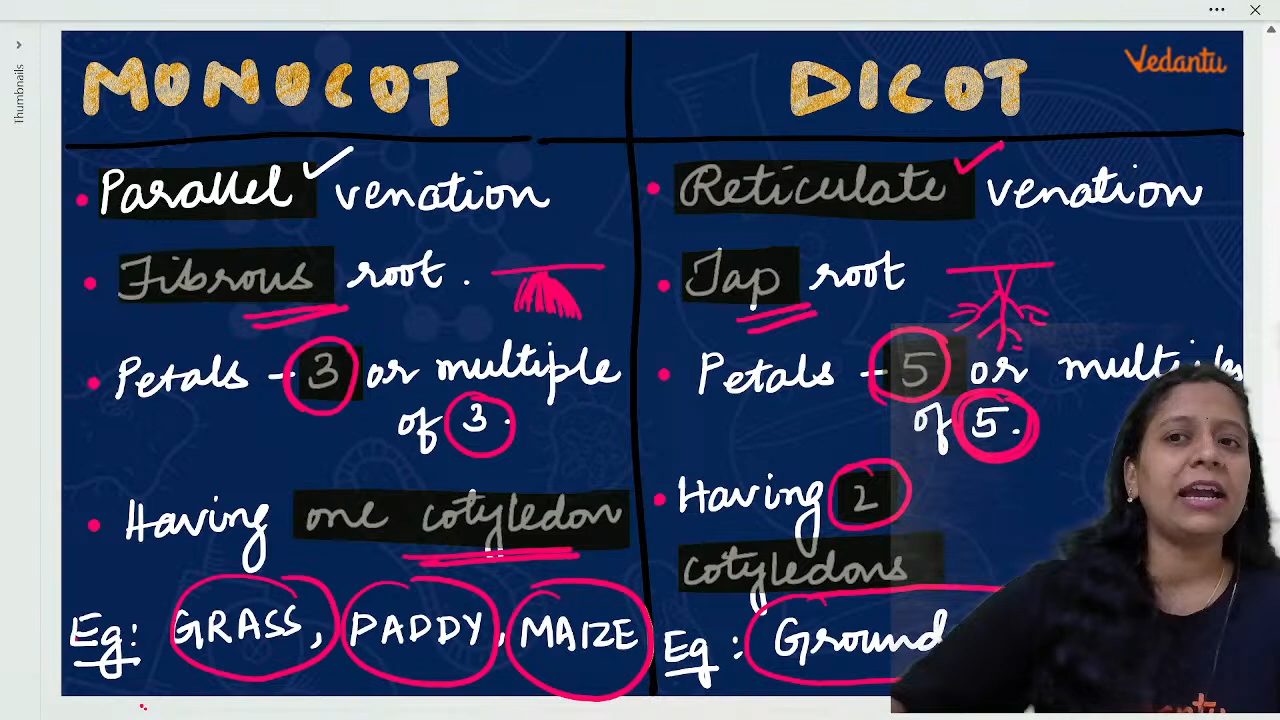 Thumbnails
MONOCOT
• Parallel venation
• Fibrous root.
• Petals - 3 or multiple
of 3.
• Having one cotyledon
Eg: GRASS, PADDY, MAIZE
DICOT
Vedantu
• Reticulate venation
• Tap root
• Petals - 5 or
of 5.
• Having 2
cotyledons
Eg: Ground